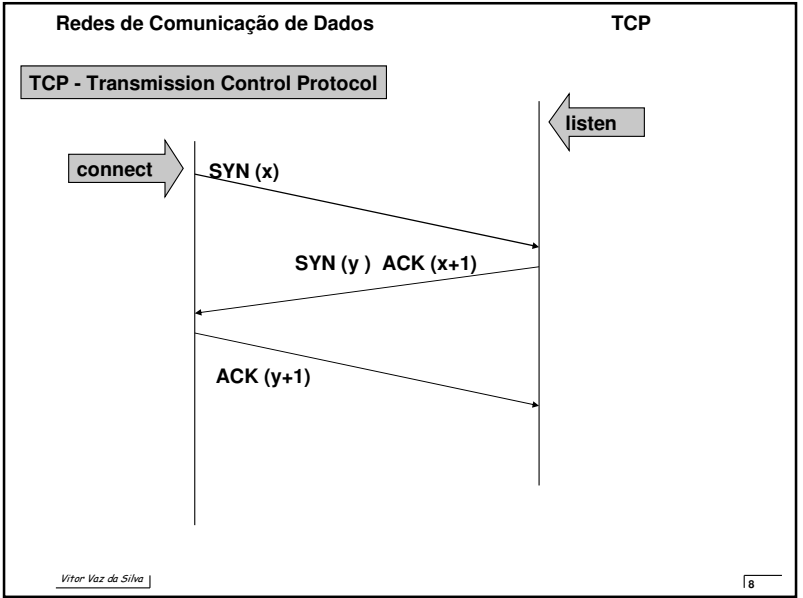 Redes de Comunicação de Dados TCP
TCP - Transmission Control Protocol
listen
connect
SYN (x)
SYN (y ) ACK (x+1)
ACK (y+1)
Vitor Vaz da Silva
8